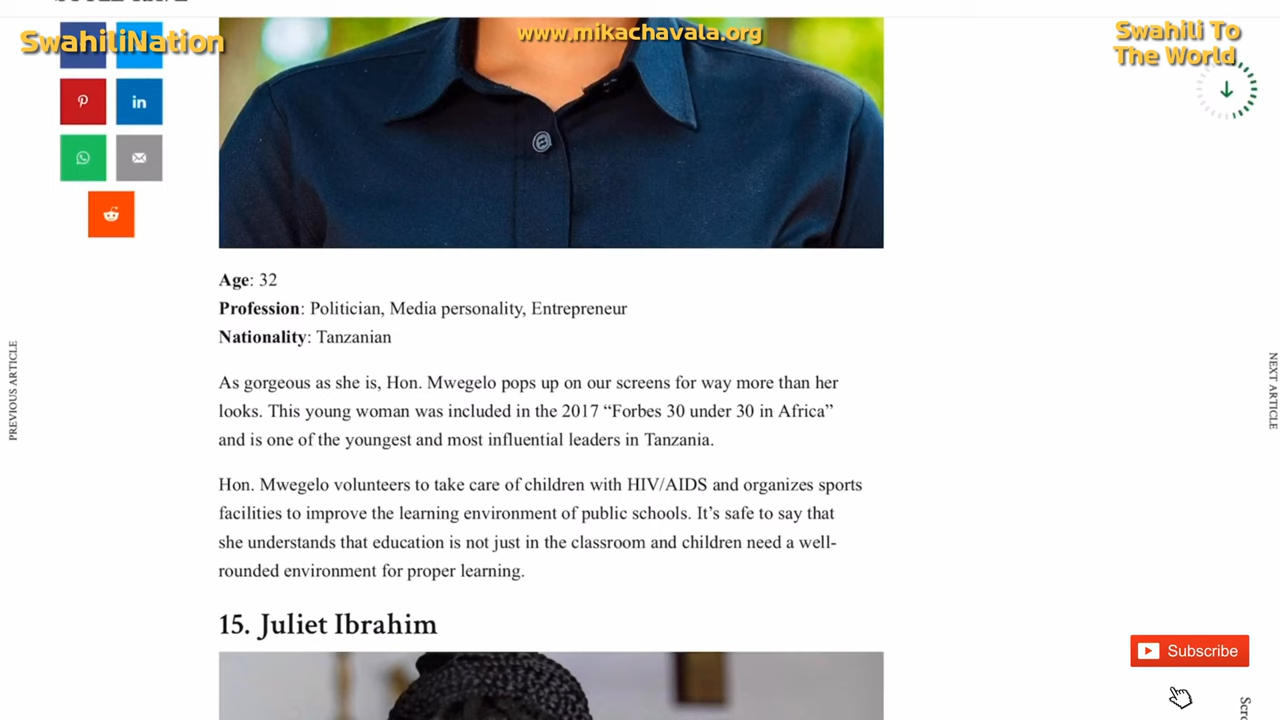 SwahiliNation
www.mikachavala.org
Swahili To
The World
PREVIOUS ARTICLE
NEXT ARTICLE
Age: 32
Profession: Politician, Media personality, Entrepreneur
Nationality: Tanzanian
As gorgeous as she is, Hon. Mwegelo pops up on our screens for way more than her
looks. This young woman was included in the 2017 “Forbes 30 under 30 in Africa”
and is one of the youngest and most influential leaders in Tanzania.
Hon. Mwegelo volunteers to take care of children with HIV/AIDS and organizes sports
facilities to improve the learning environment of public schools. It’s safe to say that
she understands that education is not just in the classroom and children need a well-
rounded environment for proper learning.
15. Juliet Ibrahim
Subscribe